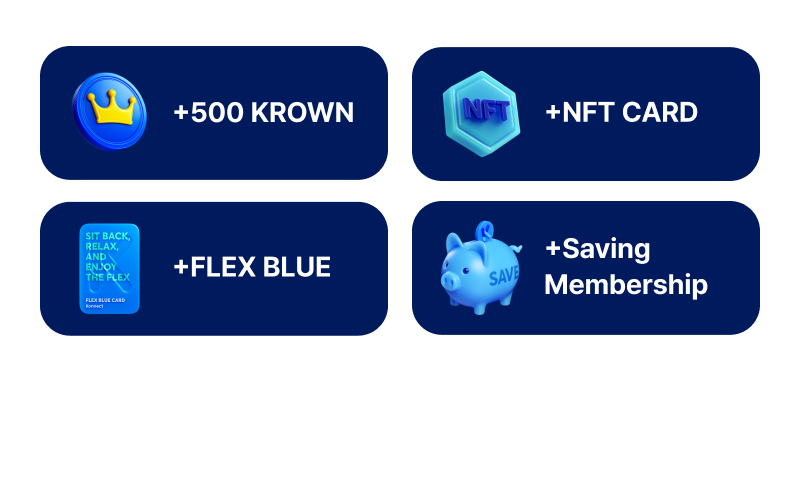 +500 KROWN
NFT
+NFT CARD
SIT BACK,
RELAX,
AND
ENJOY
THE FLEX
FLEX BLUE CARD
Konnect
+FLEX BLUE
SAVE
+Saving
Membership